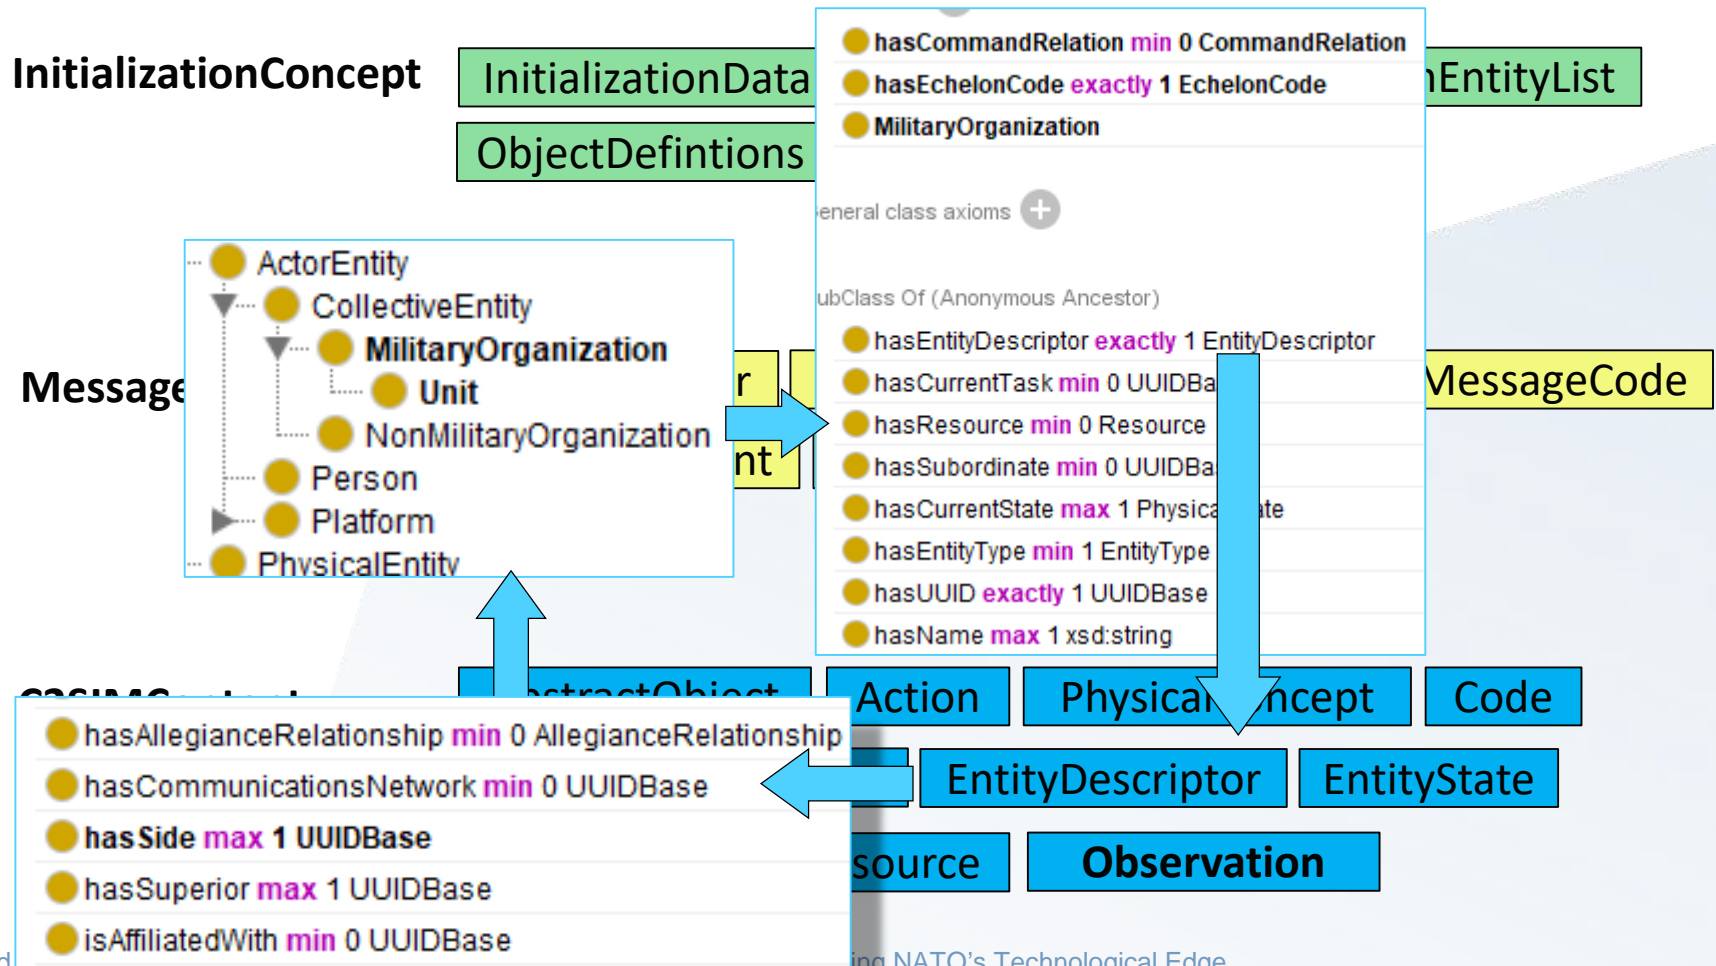 InitializationConcept
InitializationData
EntityList
ObjectDefintions
hasCommandRelation min 0 CommandRelation
hasEchelonCode exactly 1 EchelonCode
MilitaryOrganization
eneral class axioms
ubClass Of (Anonymous Ancestor)
hasEntityDescriptor exactly 1 EntityDescriptor
hasCurrentTask min 0 UUIDBa
hasResource min 0 Resource
hasSubordinate min 0 UUIDBa
hasCurrentState max 1 Physica ate
hasEntityType min 1 EntityType
hasUUID exactly 1 UUIDBase
hasName max 1 xsd:string
ActorEntity
CollectiveEntity
MilitaryOrganization
Unit
NonMilitaryOrganization
Person
Platform
PhysicalEntity
Message
r
MessageCode
nt
Action
Physical ncept
Code
EntityDescriptor
EntityState
source
Observation
hasAllegianceRelationship min 0 AllegianceRelationship
hasCommunicationsNetwork min 0 UUIDBase
hasSide max 1 UUIDBase
hasSuperior max 1 UUIDBase
isAffiliatedWith min 0 UUIDBase
ing NATO's Technological Edge